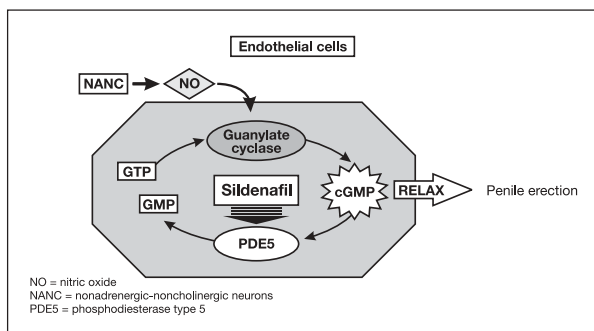 Endothelial cells
NANC
NO
Guanylate
cyclase
GTP
Sildenafil
cGMP
RELAX
Penile erection
GMP
PDE5
NO = nitric oxide
NANC = nonadrenergic-noncholinergic neurons
PDE5 = phosphodiesterase type 5